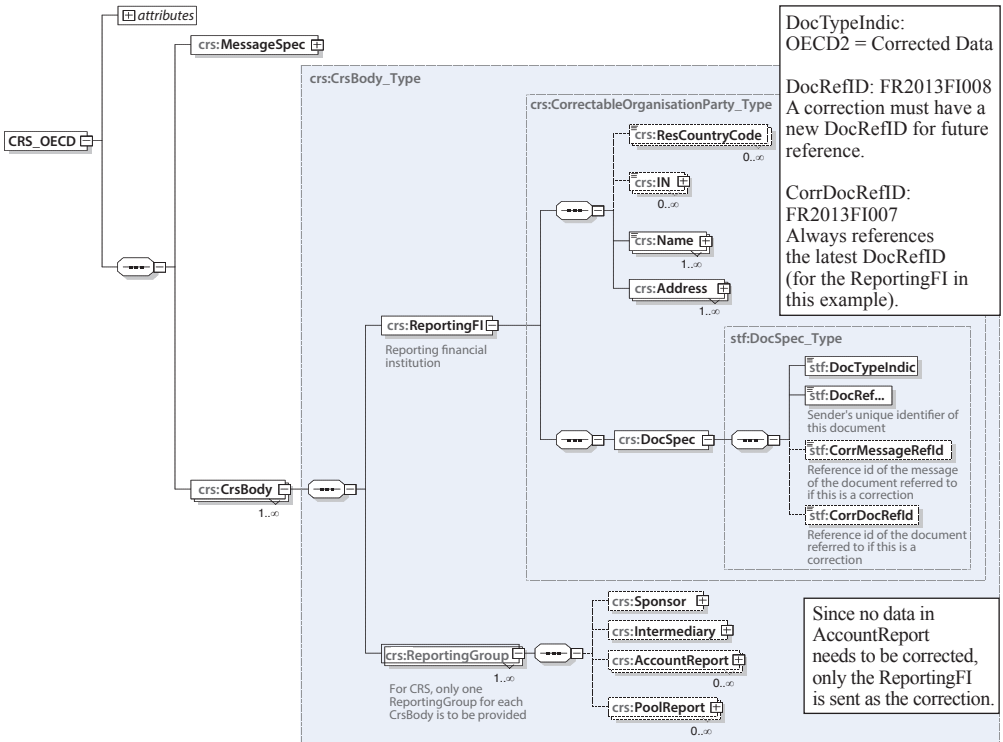 attributes
crs:MessageSpec
CRS_OECD
crs:CrsBody_Type
crs:CorrectableOrganisationParty_Type
crs:ResCountryCode
0..∞
crs:IN
0..∞
crs:Name
1..∞
crs:Address
1..∞
DocTypeIndic:
OECD2 = Corrected Data
DocRefID: FR2013FI008
A correction must have a
new DocRefID for future
reference.
CorrDocRefID:
FR2013FI007
Always references
the latest DocRefID
(for the ReportingFI in
this example).
crs:ReportingFI
Reporting financial
institution
stf:DocSpec_Type
stf:DocTypeIndic
stf:DocRef...
Sender's unique identifier of
this document
crs:DocSpec
stf:CorrMessageRefId
Reference id of the message
of the document referred to
if this is a correction
stf:CorrDocRefId
Reference id of the document
referred to if this is a
correction
crs:CrsBody
1..∞
crs:ReportingGroup
1..∞
For CRS, only one
ReportingGroup for each
CrsBody is to be provided
crs:Sponsor
crs:Intermediary
crs:AccountReport
0..∞
crs:PoolReport
0..∞
Since no data in
AccountReport
needs to be corrected,
only the ReportingFI
is sent as the correction.